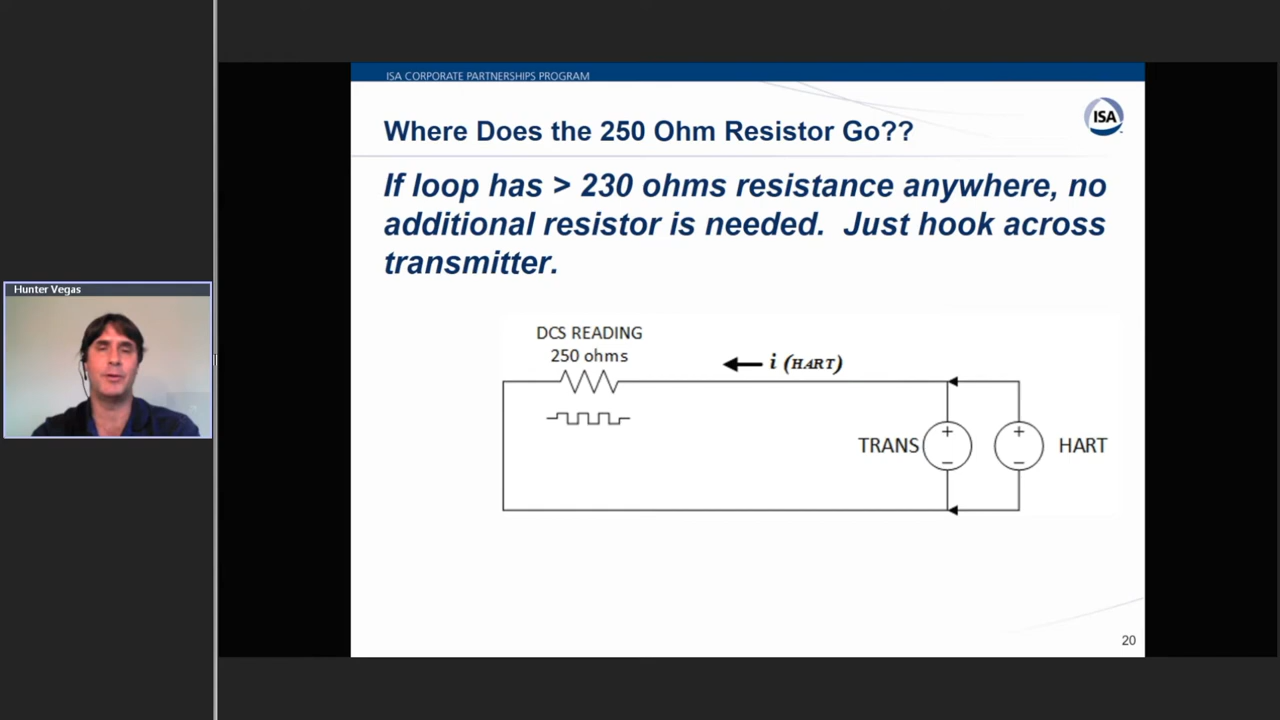 ISA CORPORATE PARTNERSHIPS PROGRAM
ISA
Where Does the 250 Ohm Resistor Go??
If loop has > 230 ohms resistance anywhere, no
additional resistor is needed.  Just hook across
transmitter.
Hunter Vegas
DCS READING
250 ohms
i (HART)
TRANS
+
−
+
−
HART
20